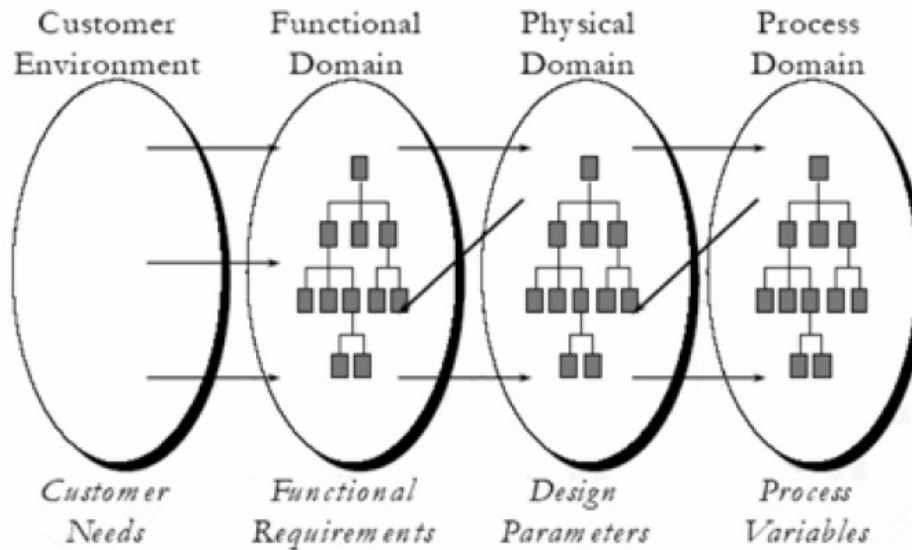 Customer
Environment
Functional
Domain
Physical
Domain
Process
Domain
Customer
Needs
Functional
Requirements
Design
Parameters
Process
Variables